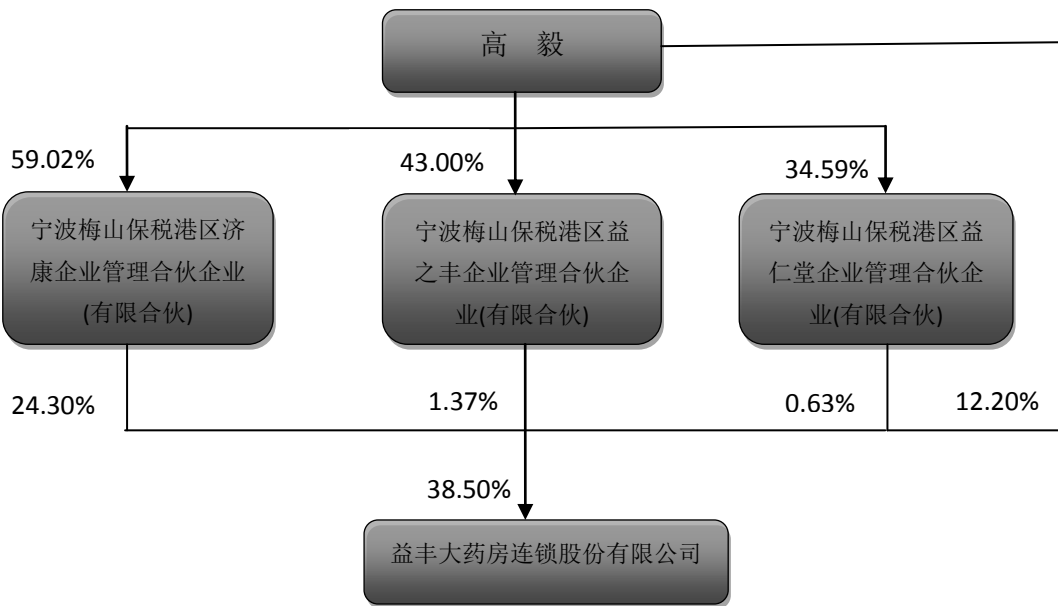 高 毅
59.02%
43.00%
34.59%
宁波梅山保税港区济
康企业管理合伙企业
(有限合伙)
宁波梅山保税港区益
之丰企业管理合伙企
业(有限合伙)
宁波梅山保税港区益
仁堂企业管理合伙企
业(有限合伙)
24.30%
1.37%
0.63%
12.20%
38.50%
益丰大药房连锁股份有限公司